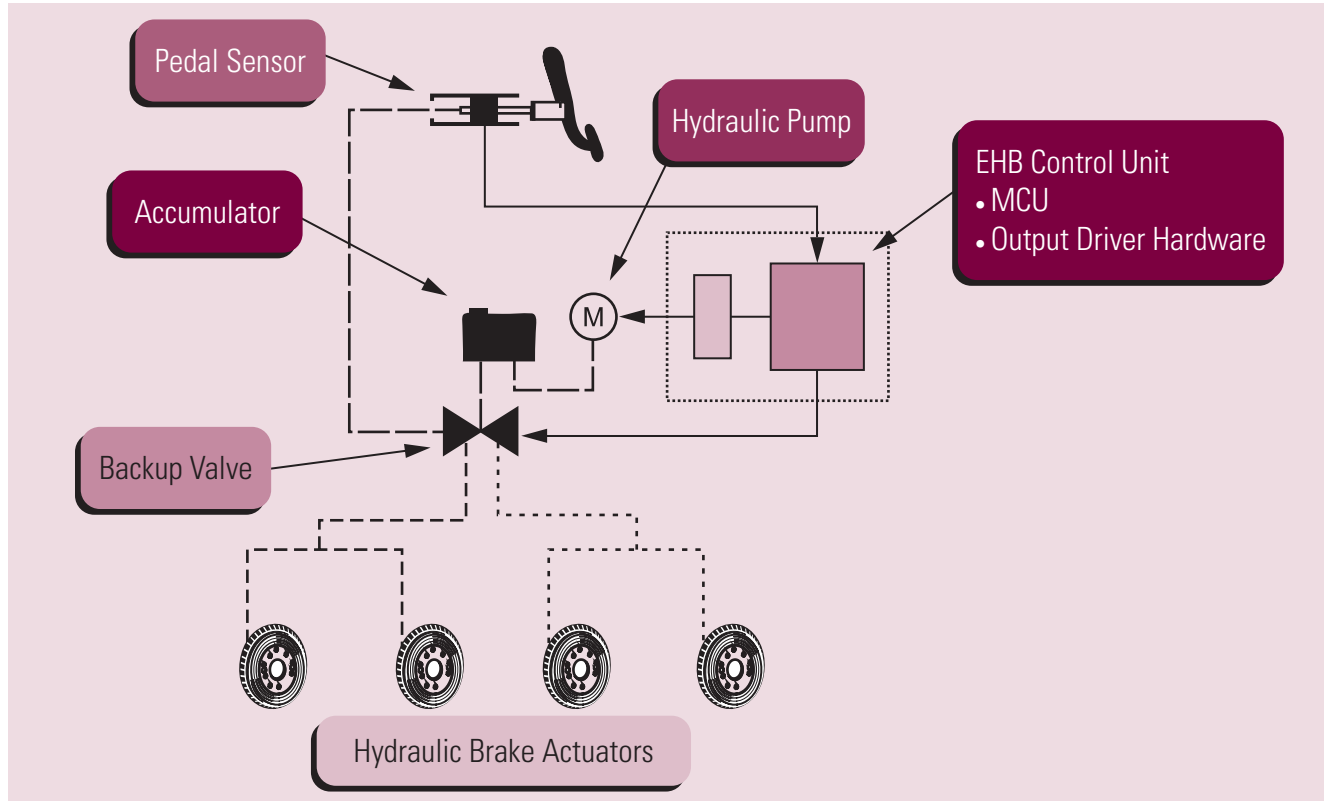 Pedal Sensor
Hydraulic Pump
EHB Control Unit
• MCU
• Output Driver Hardware
Accumulator
M
Backup Valve
Hydraulic Brake Actuators